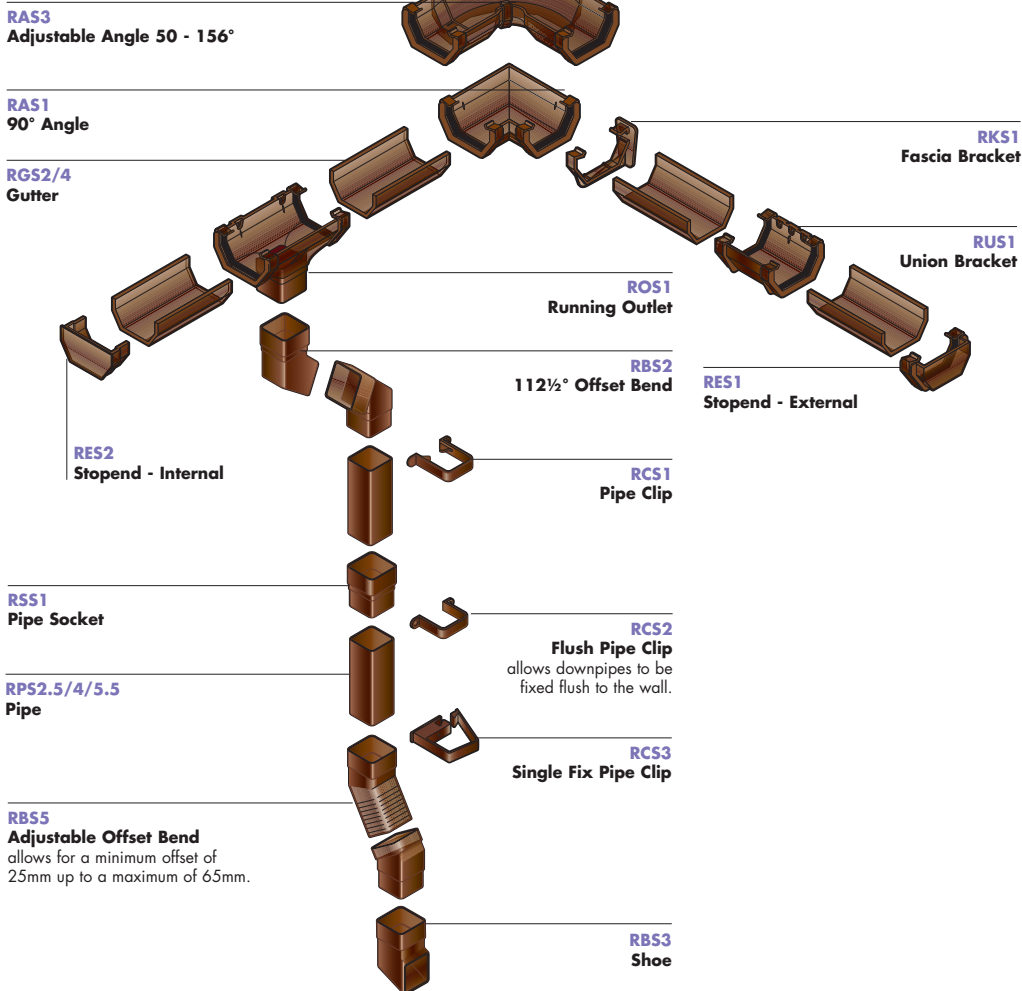 RAS3
Adjustable Angle 50 - 156°
RAS1
90° Angle
RKS1
Fascia Bracket
RGS2/4
Gutter
RUS1
Union Bracket
ROS1
Running Outlet
RBS2
112½° Offset Bend
RES1
Stopend - External
RES2
Stopend - Internal
RCS1
Pipe Clip
RSS1
Pipe Socket
RCS2
Flush Pipe Clip
allows downpipes to be
fixed flush to the wall.
RPS2.5/4/5.5
Pipe
RCS3
Single Fix Pipe Clip
RBS5
Adjustable Offset Bend
allows for a minimum offset of
25mm up to a maximum of 65mm.
RBS3
Shoe